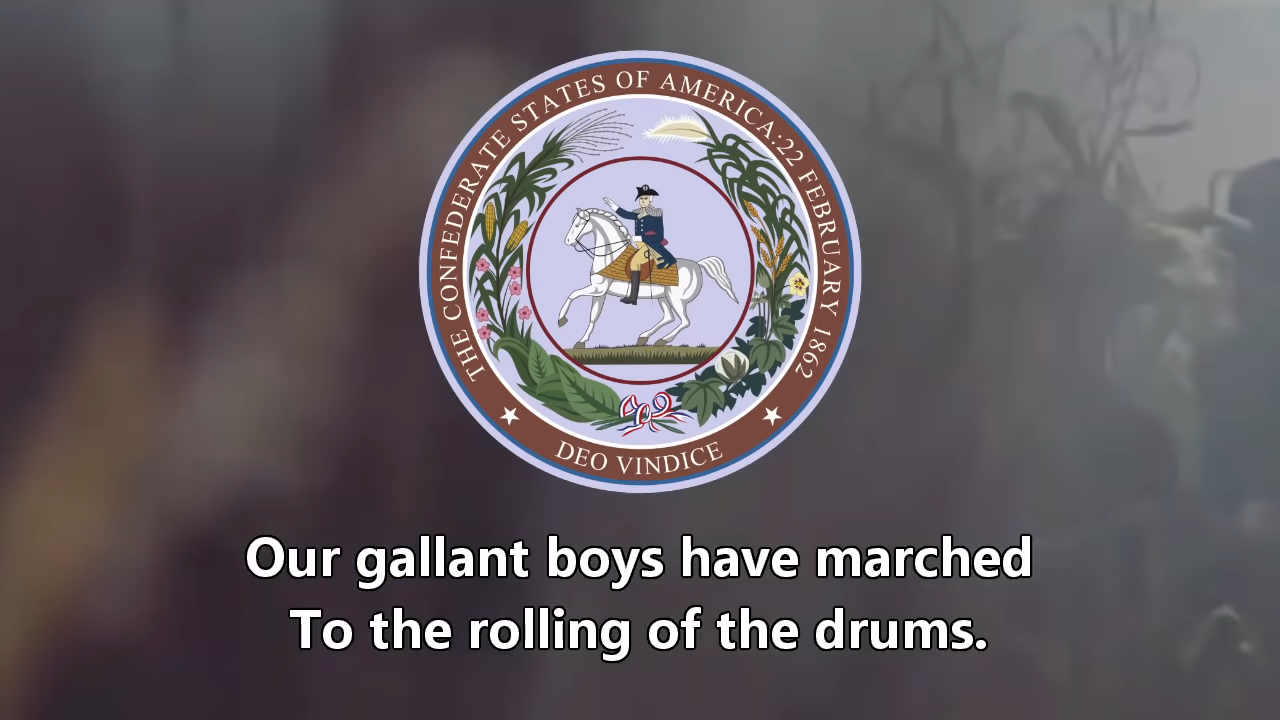 THE CONFEDERATE STATES OF AMERICA:22 FEBRUARY 1862
DEO VINDICE
Our gallant boys have marched
To the rolling of the drums.